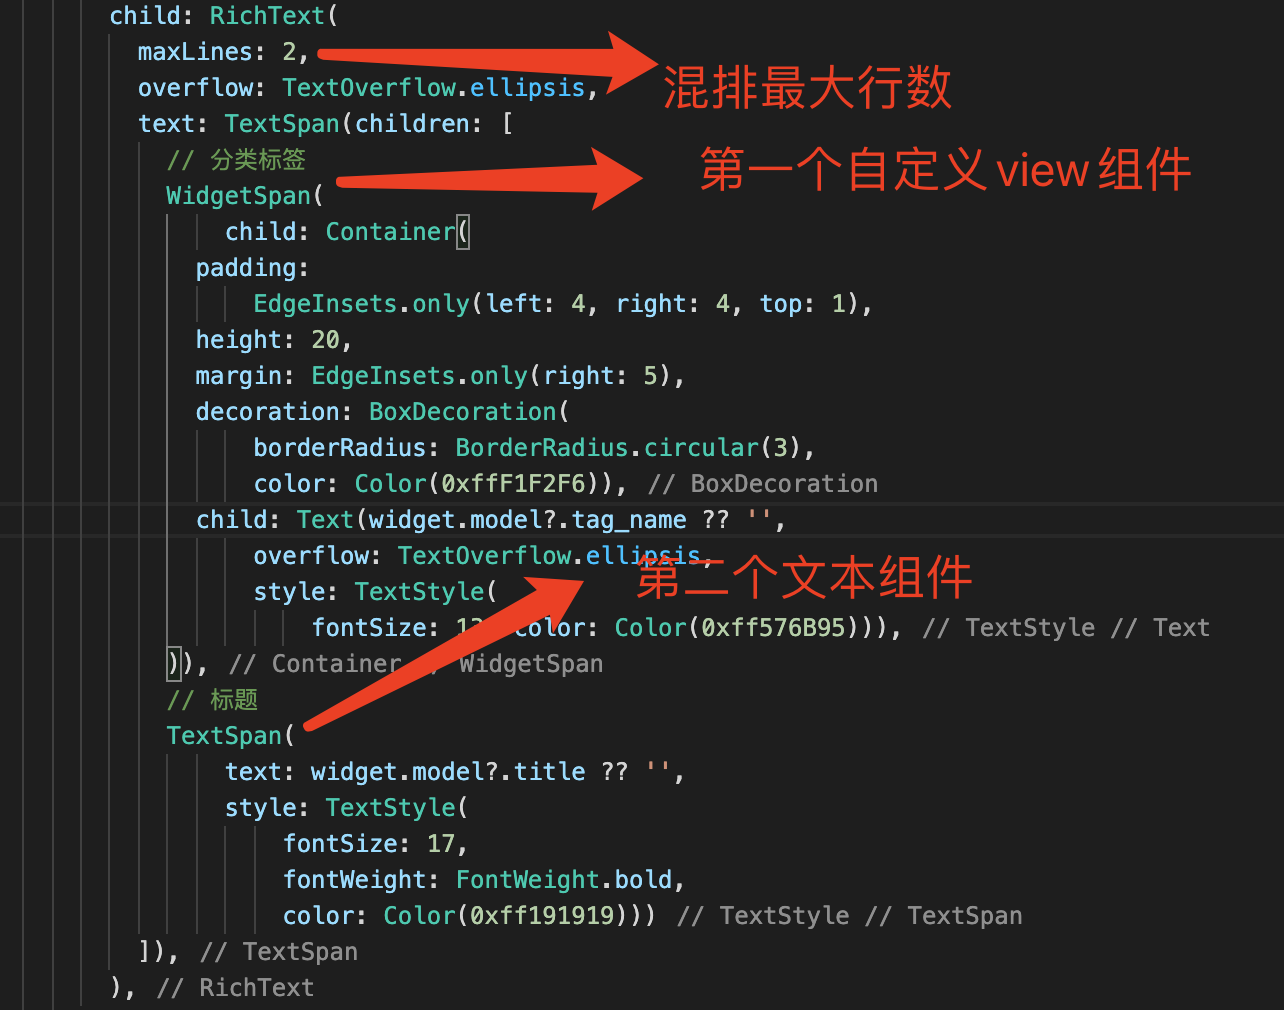 child: RichText(
maxLines: 2,
混排最大行数
overflow: TextOverflow.ellipsis,
text: TextSpan(children: [
// 分类标签
第一个自定义view组件
WidgetSpan(
child: Container(
padding:
EdgeInsets.only(left: 4, right: 4, top: 1),
height: 20,
margin: EdgeInsets.only(right: 5),
decoration: BoxDecoration(
borderRadius: BorderRadius.circular(3),
color: Color(0xffF1F2F6)), // BoxDecoration
child: Text(widget.model?.tag_name ?? '',
overflow: TextOverflow.ellipsis,
第二个文本组件
style: TextStyle(
fontSize: color: Color(0xff576B95))), // TextStyle // Text
)), // Container // WidgetSpan
// 标题
TextSpan(
text: widget.model?.title ?? '',
style: TextStyle(
fontSize: 17,
fontWeight: FontWeight.bold,
color: Color(0xff191919))) // TextStyle // TextSpan
]), // TextSpan
), // RichText